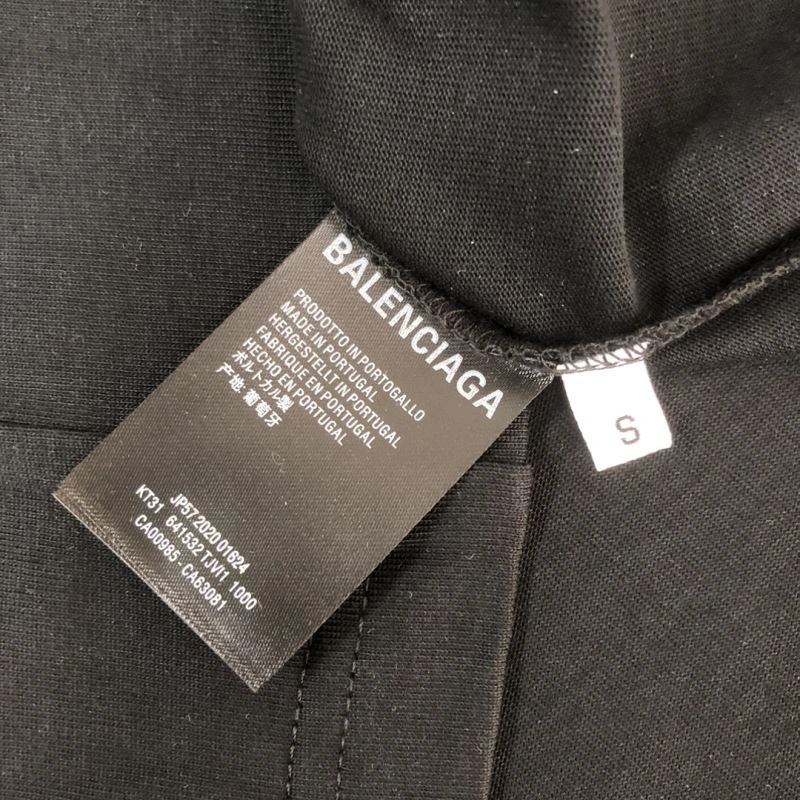 BALENCIAGA
PRODOTTO IN PORTOGALLO
MADE IN PORTUGAL
HERGESTELLT IN PORTUGAL
FABRIQUE EN PORTUGAL
HECHO EN PORTUGAL
ポルトカル製
产地:葡萄牙
JP57 2020 01624
KT31 641532 TJVI1 1000
CA00985-CA63081
S